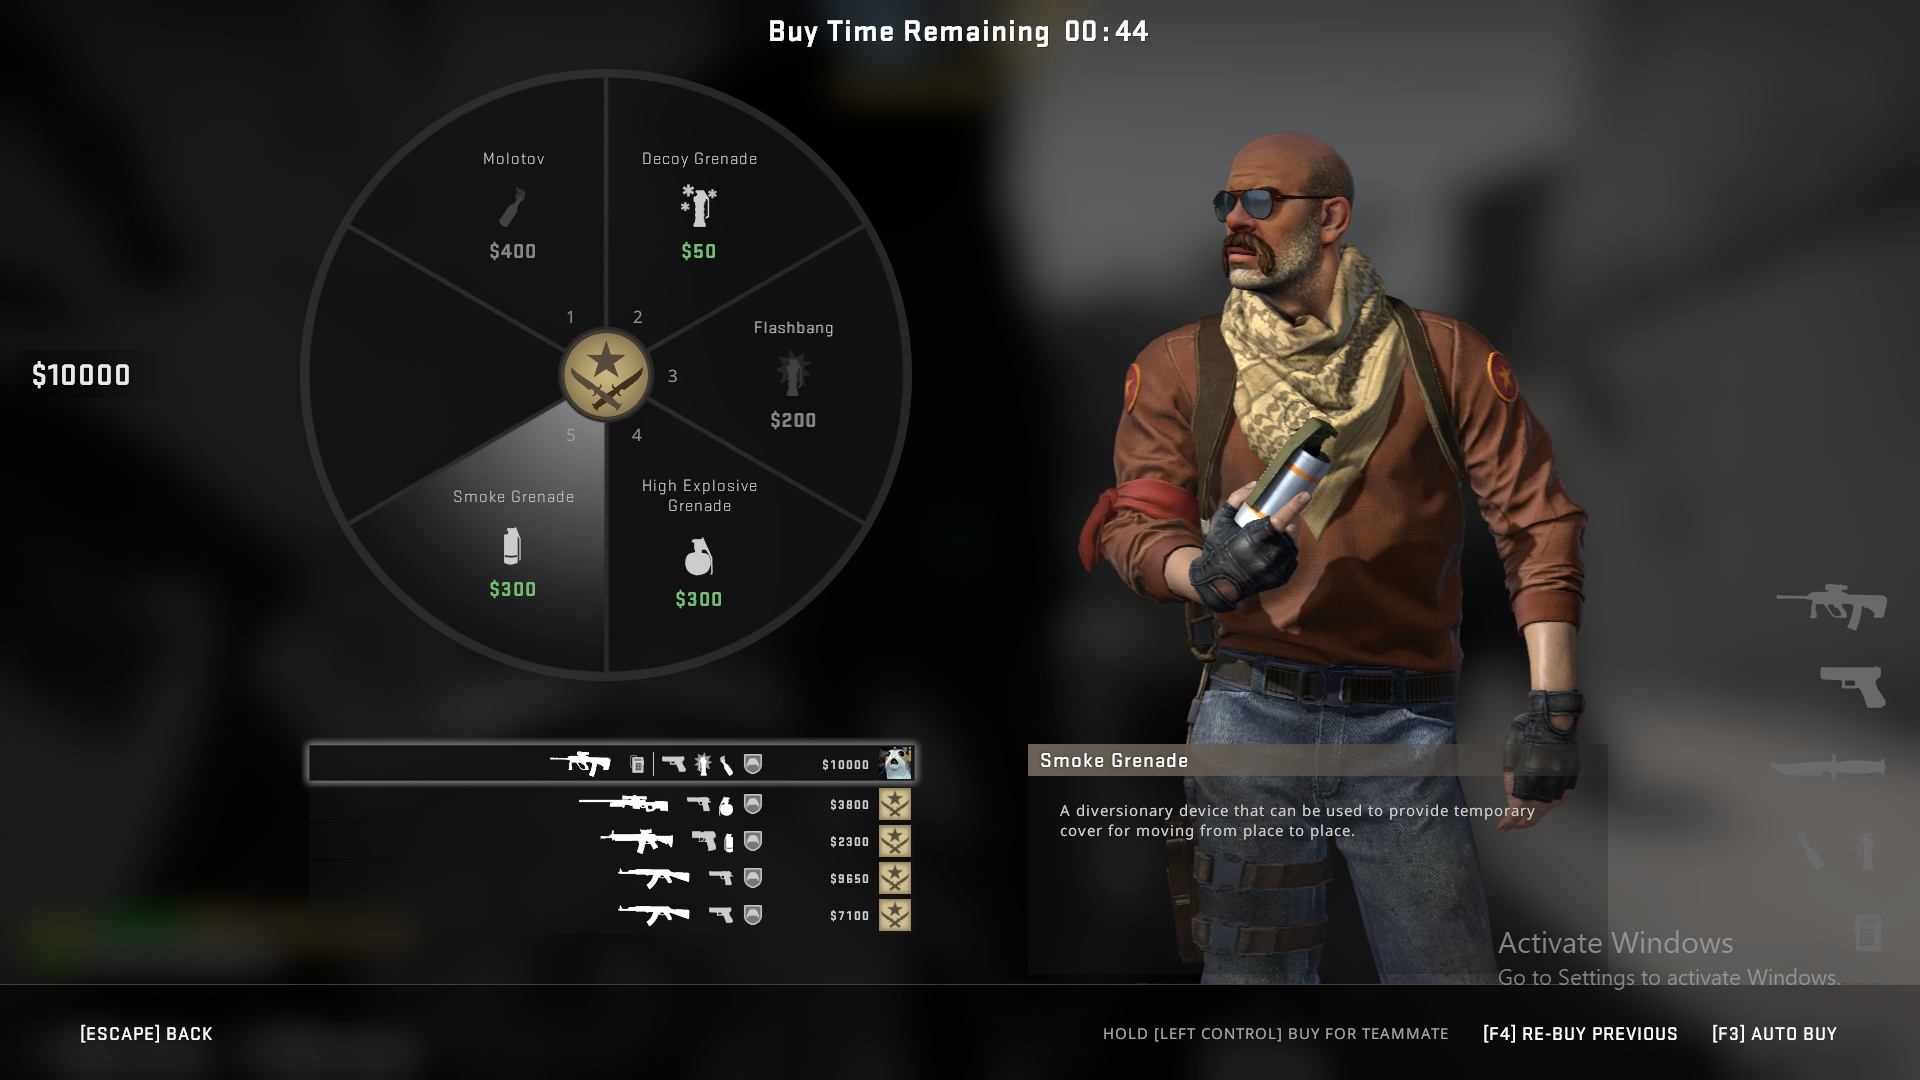 Buy Time Remaining 00:44
Molotov
$400
Decoy Grenade
$50
1
2
Flashbang
3
$200
$10000
5
4
Smoke Grenade
$300
High Explosive
Grenade
$300
$10000
$3800
$2300
$9650
$7100
Smoke Grenade
A diversionary device that can be used to provide temporary
cover for moving from place to place.
Activate Windows
Go to Settings to activate Windows.
[ESCAPE] BACK
HOLD [LEFT CONTROL] BUY FOR TEAMMATE
[F4] RE-BUY PREVIOUS
[F3] AUTO BUY